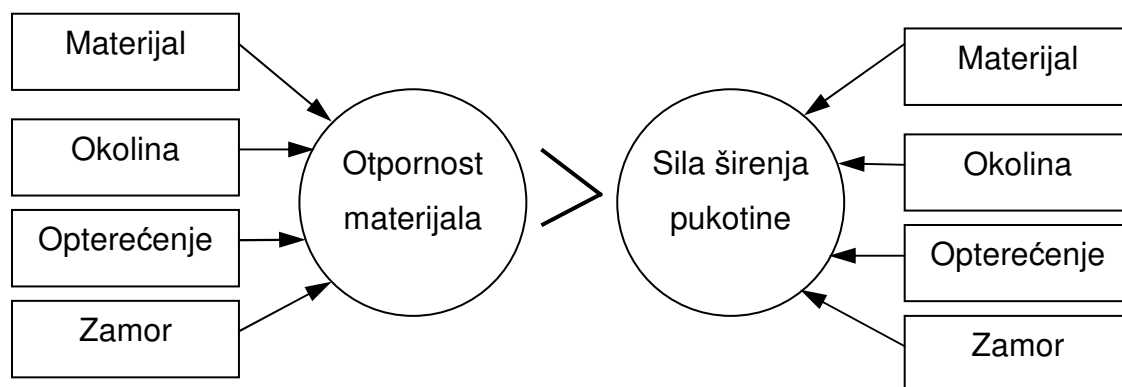 Materijal
Okolina
Opterećenje
Zamor
Otpornost
materijala
>
Sila širenja
pukotine
Materijal
Okolina
Opterećenje
Zamor